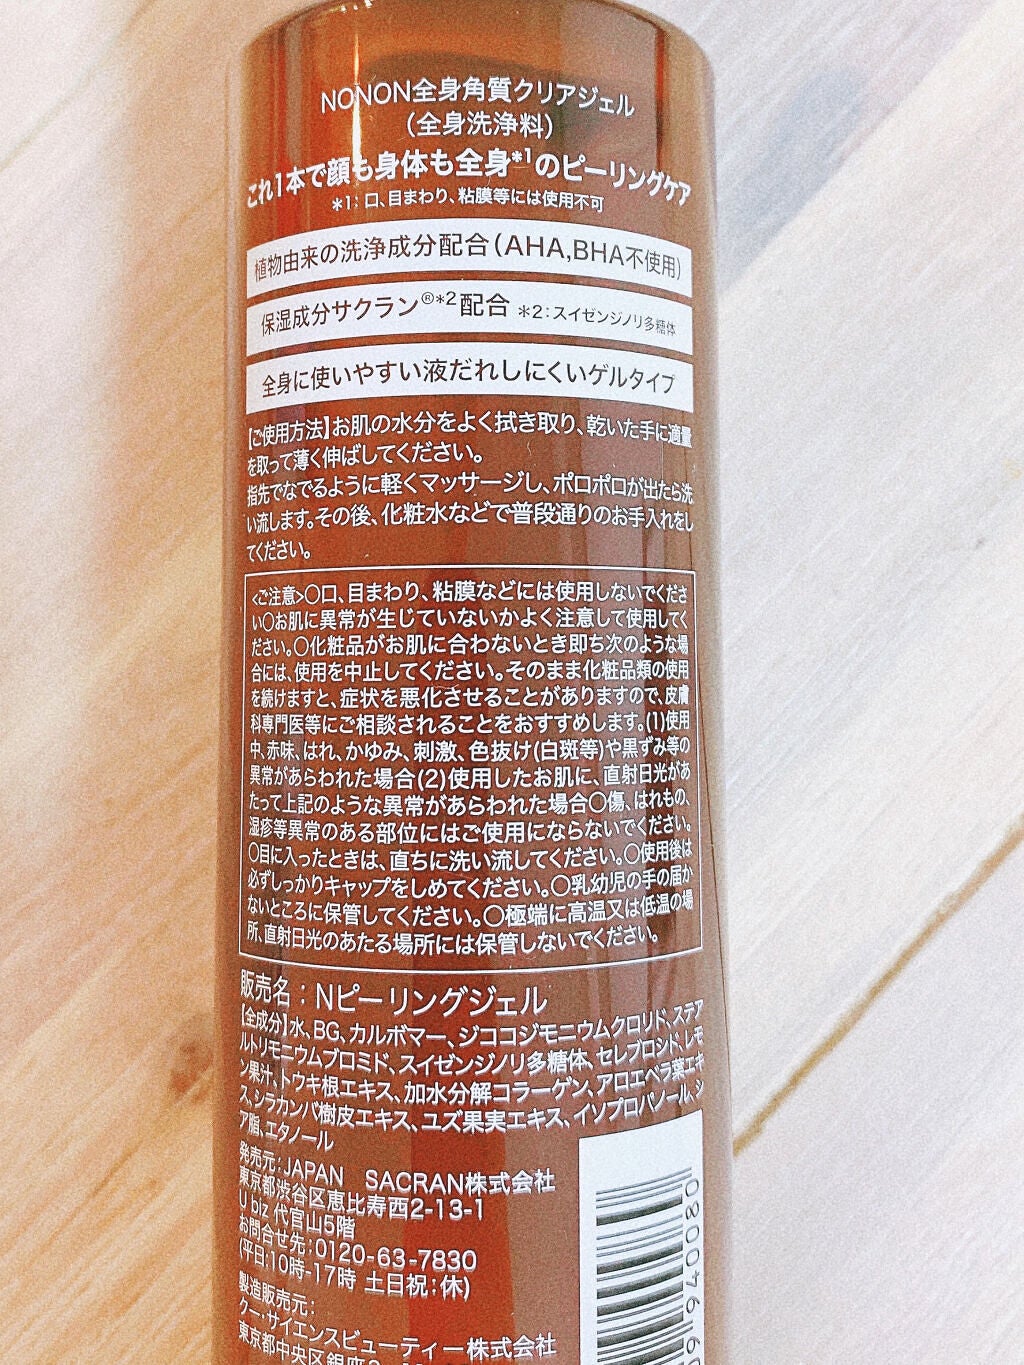 NONON全身角質クリアジェル
(全身洗浄料)
これ1本で顔も身体も全身*1のピーリングケア
*1:口、目まわり、粘膜等には使用不可
植物由来の洗浄成分配合(AHA,BHA不使用)
保湿成分サクラン®*2配合 *2:スイゼンジノリ多糖体
全身に使いやすい液だれしにくいゲルタイプ
【ご使用方法】お肌の水分をよく拭き取り、乾いた手に適量
を取って薄く伸ばしてください。
指先でなでるように軽くマッサージし、ポロポロが出たら洗
い流します。その後、化粧水などで普段通りのお手入れをし
てください。
<ご注意>○口、目まわり、粘膜などには使用しないでくださ
い○お肌に異常が生じていないかよく注意して使用してく
ださい。○化粧品がお肌に合わないとき即ち次のような場
合には、使用を中止してください。そのまま化粧品類の使用
を続けますと、症状を悪化させることがありますので、皮膚
科専門医等にご相談されることをおすすめします。(1)使用
中、赤味、はれ、かゆみ、刺激、色抜け(白斑等)や黒ずみ等の
異常があらわれた場合(2)使用したお肌に、直射日光があ
たって上記のような異常があらわれた場合○傷、はれもの、
湿疹等異常のある部位にはご使用にならないでください。
○目に入ったときは、直ちに洗い流してください。○使用後は
必ずしっかりキャップをしめてください。○乳幼児の手の届か
ないところに保管してください。○極端に高温又は低温の場
所、直射日光のあたる場所には保管しないでください。
販売名：Nピーリングジェル
【全成分】水、BG、カルボマー、ジココジモニウムクロリド、ステア
ルトリモニウムブロミド、スイゼンジノリ多糖体、セレブロシド、レモ
ン果汁、トウキ根エキス、加水分解コラーゲン、アロエベラ葉エキ
ス、シラカンバ樹皮エキス、ユズ果実エキス、イソプロパノール、シ
ア脂、エタノール
発売元：JAPAN SACRAN株式会社
東京都渋谷区恵比寿西2-13-1
U biz 代官山5階
お問合せ先：0120-63-7830
(平日:10時-17時 土日祝：休)
製造販売元：
クー・サイエンスビューティー株式会社
東京都中央区銀座2
080076 640